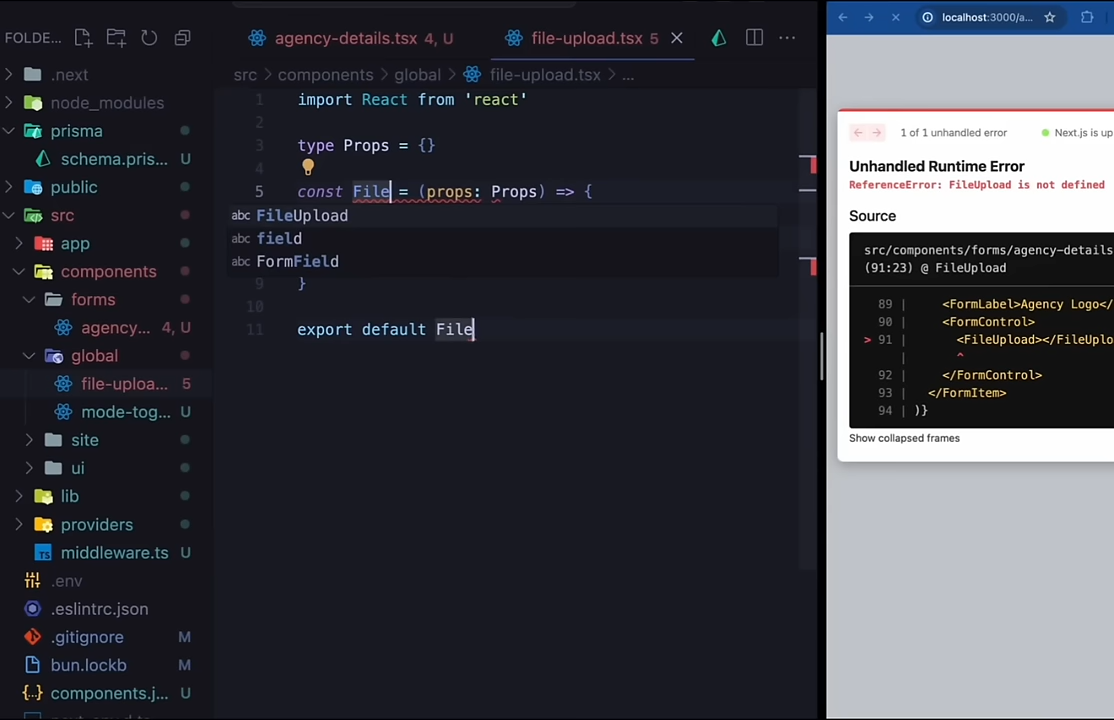 FOLDE...
.next
node_modules
prisma
schema.pris... U
public
src
app
components
forms
agency... 4, U
global
file-uploa... 5
mode-tog... U
site
ui
lib
providers
middleware.ts U
.env
.eslintrc.json
.gitignore M
bun.lockb M
components.j... U
agency-details.tsx 4, U
file-upload.tsx 5
src > components > global > file-upload.tsx > ...
1 import React from 'react'
2
3 type Props = {}
4
5 const File = (props: Props) => {
abc FileUpload
abc field
abc FormField
9 }
10
11 export default File
localhost:3000/a...
1 of 1 unhandled error
Next.js is up
Unhandled Runtime Error
ReferenceError: FileUpload is not defined
Source
src/components/forms/agency-details
(91:23) @ FileUpload
89 | <FormLabel>Agency Logo</
90 | <FormControl>
> 91 | <FileUpload></FileUplo
| ^
92 | </FormControl>
93 | </FormItem>
94 | )}
Show collapsed frames